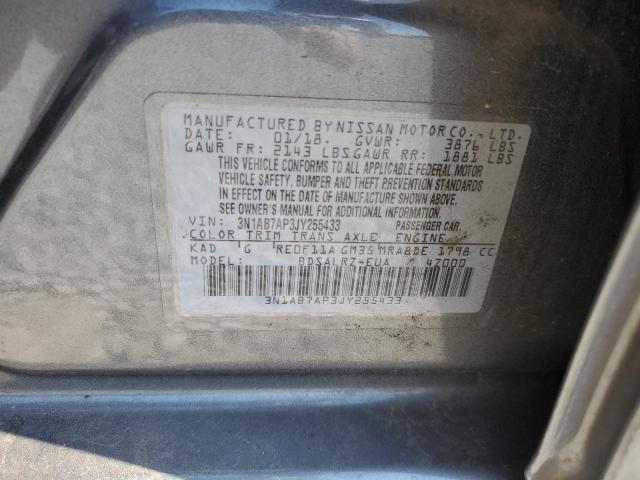 MANUFACTURED BY NISSAN MOTOR CO., LTD.
DATE: 01/18. GVWR: 3876 LBS
GAWR FR: 2143 LBS GAWR RR: 1881 LBS
THIS VEHICLE CONFORMS TO ALL APPLICABLE FEDERAL MOTOR
VEHICLE SAFETY, BUMPER AND THEFT PREVENTION STANDARDS
IN EFFECT ON THE DATE OF MANUFACTURE SHOWN ABOVE.
SEE OWNER'S MANUAL FOR ADDITIONAL INFORMATION.
VIN: 3N1AB7AP3JY255433 PASSENGER CAR.
COLOR TRIM TRANS AXLE ENGINE
KAD G RE0F11A GM35 MRA8DE 1798 CC
MODEL: BDSALRZ-EUA 47000
3N1AB7AP3JY255433